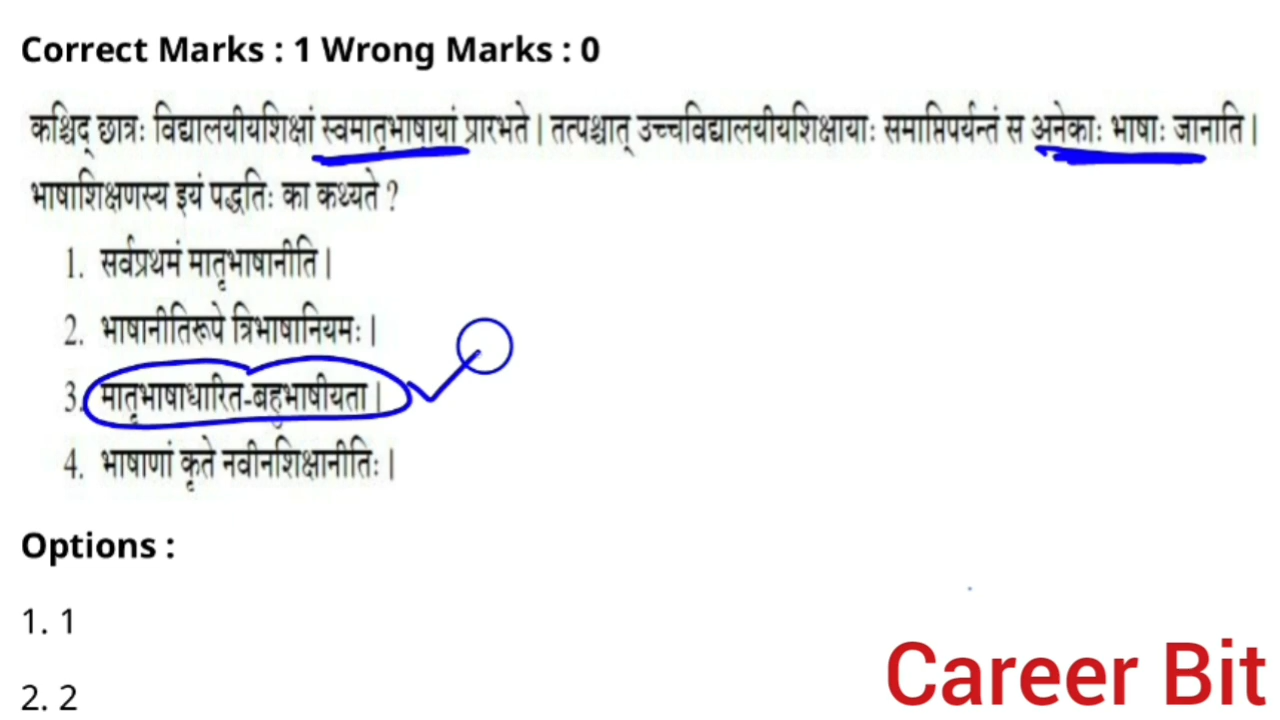 Correct Marks : 1 Wrong Marks : 0
कश्चिद् छात्रः विद्यालयीयशिक्षां स्वमातृभाषायां प्रारभते | तत्पश्चात् उच्चविद्यालयीयशिक्षायाः समाप्तिपर्यन्तं स अनेकाः भाषाः जानाति |
भाषाशिक्षणस्य इयं पद्धतिः का कथ्यते ?
1. सर्वप्रथमं मातृभाषानीति |
2. भाषानीतिरूपे त्रिभाषानियमः |
3. मातृभाषाधारित-बहुभाषीयता |
4. भाषाणां कृते नवीनशिक्षानीतिः |
Options :
1. 1
2. 2
Career Bit